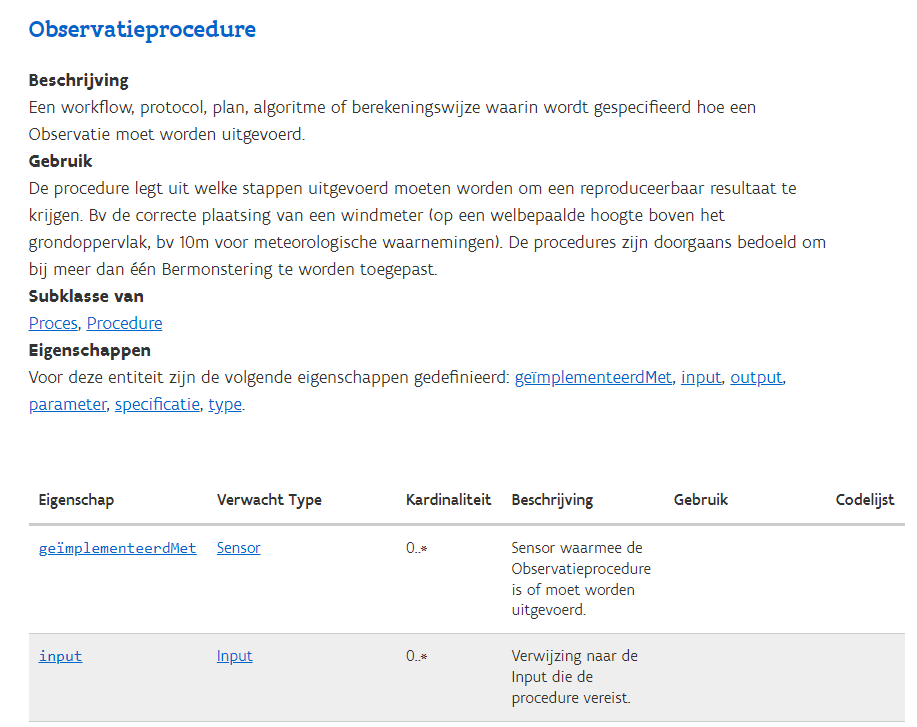 Observatieprocedure
Beschrijving
Een workflow, protocol, plan, algoritme of berekeningswijze waarin wordt gespecifieerd hoe een
Observatie moet worden uitgevoerd.
Gebruik
De procedure legt uit welke stappen uitgevoerd moeten worden om een reproduceerbaar resultaat te
krijgen. Bv de correcte plaatsing van een windmeter (op een welbepaalde hoogte boven het
grondoppervlak, bv 10m voor meteorologische waarnemingen). De procedures zijn doorgaans bedoeld om
bij meer dan één Bermonstering te worden toegepast.
Subklasse van
Proces, Procedure
Eigenschappen
Voor deze entiteit zijn de volgende eigenschappen gedefinieerd: geïmplementeerdMet, input, output,
parameter, specificatie, type.
Eigenschap Verwacht Type Kardinaliteit Beschrijving Gebruik Codelijst
geïmplementeerdMet Sensor 0..* Sensor waarmee de
Observatieprocedure
is of moet worden
uitgevoerd.
input Input 0..* Verwijzing naar de
Input die de
procedure vereist.